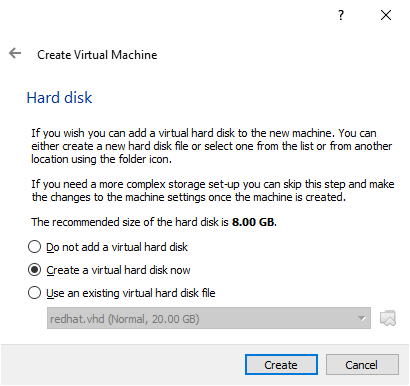 ?
Create Virtual Machine
Hard disk
If you wish you can add a virtual hard disk to the new machine. You can
either create a new hard disk file or select one from the list or from another
location using the folder icon.
If you need a more complex storage set-up you can skip this step and make
the changes to the machine settings once the machine is created.
The recommended size of the hard disk is 8.00 GB.
Do not add a virtual hard disk
Create a virtual hard disk now
Use an existing virtual hard disk file
redhat.vhd (Normal, 20.00 GB)
Create
Cancel